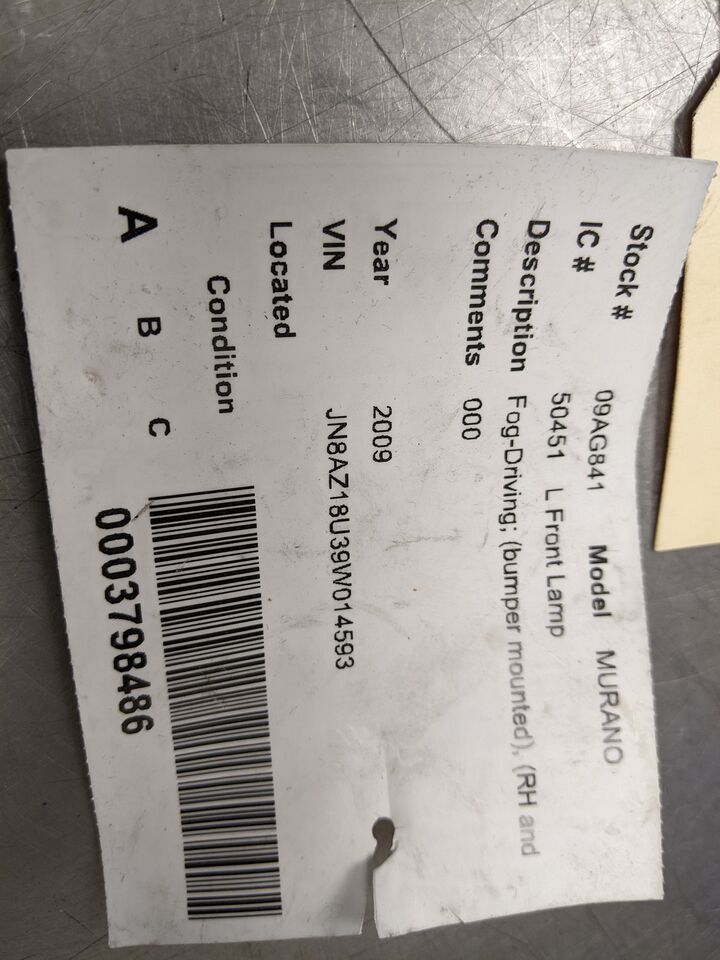 Stock # 09AG841 Model MURANO
IC # 50451 L Front Lamp
Description Fog-Driving; (bumper mounted), (RH and
Comments 000
Year 2009
VIN JN8AZ18U39W014593
Located
Condition
A B C
0003798486